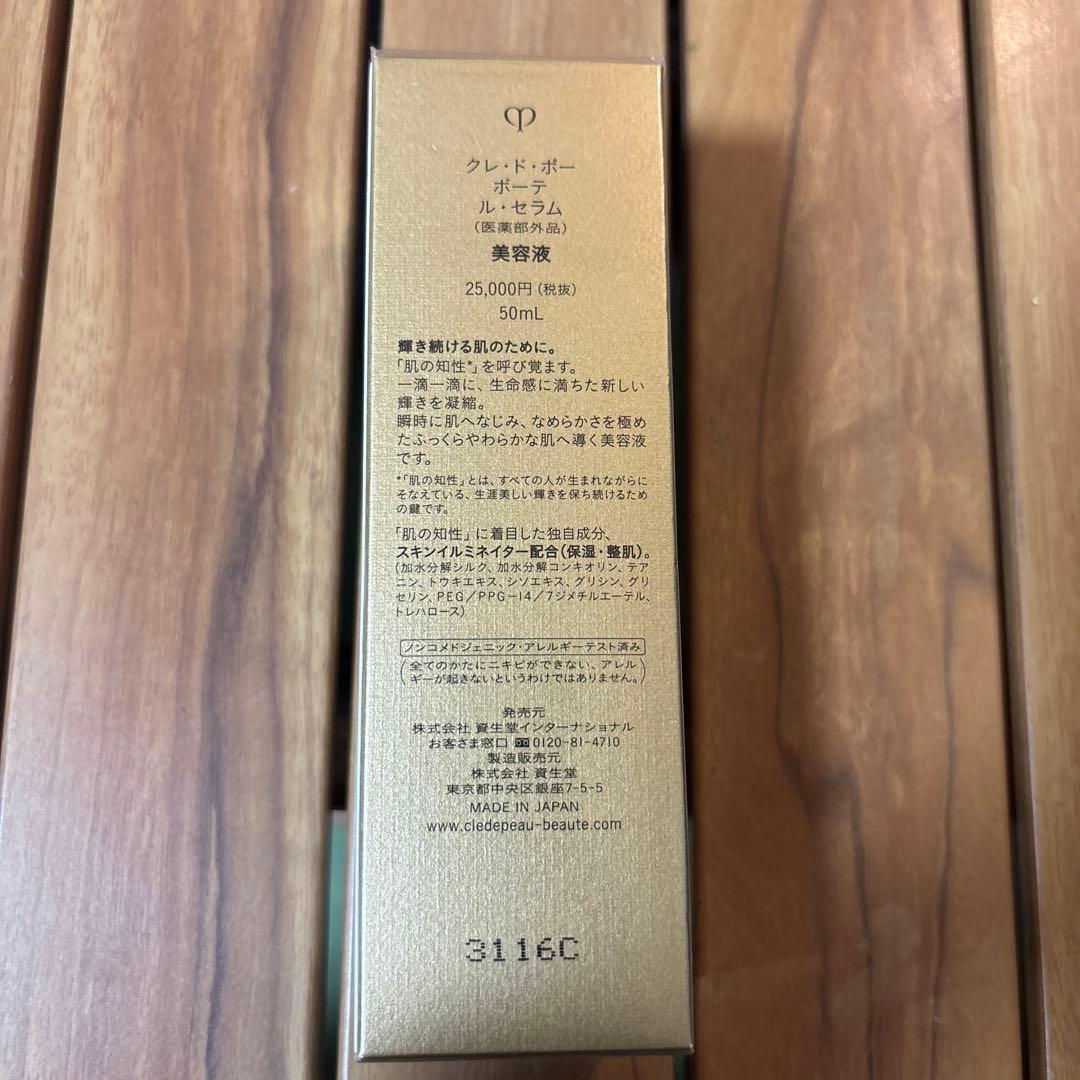 クレ・ド・ポー
ボーテ
ル・セラム
(医薬部外品)
美容液
25,000円(税抜)
50mL
輝き続ける肌のために。
「肌の知性*」を呼び覚ます。
一滴一滴に、生命感に満ちた新しい
輝きを凝縮。
瞬時に肌へなじみ、なめらかさを極め
たふっくらやわらかな肌へ導く美容液
です。
*「肌の知性」とは、すべての人が生まれながらに
そなえている、生涯美しい輝きを保ち続けるため
の鍵です。
「肌の知性」に着目した独自成分、
スキンイルミネイター配合(保湿・整肌)。
(加水分解シルク、加水分解コンキオリン、テア
ニン、トウキエキス、シソエキス、グリシン、グリ
セリン、PEG/PPG-14/7ジメチルエーテル、
トレハロース)
ノンコメドジェニック・アレルギーテスト済み
(全てのかたにニキビができない、アレル
ギーが起きないというわけではありません。)
発売元
株式会社 資生堂インターナショナル
お客さま窓口 0120-81-4710
製造販売元
株式会社 資生堂
東京都中央区銀座7-5-5
MADE IN JAPAN
www.cledepeau-beaute.com
3116C